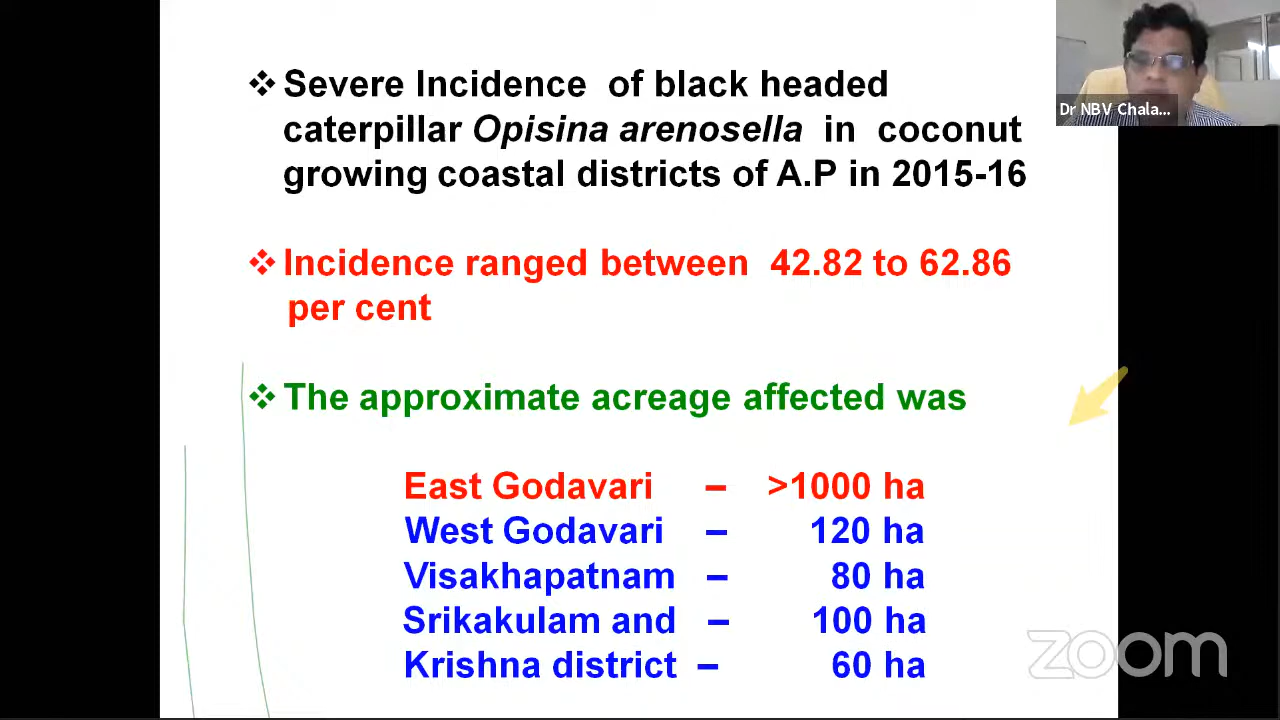 ❖ Severe Incidence of black headed
caterpillar Opisina arenosella in coconut
growing coastal districts of A.P in 2015-16
❖ Incidence ranged between 42.82 to 62.86
per cent
❖ The approximate acreage affected was
East Godavari – >1000 ha
West Godavari – 120 ha
Visakhapatnam – 80 ha
Srikakulam and – 100 ha
Krishna district – 60 ha
Dr NBV Chala...
zoom